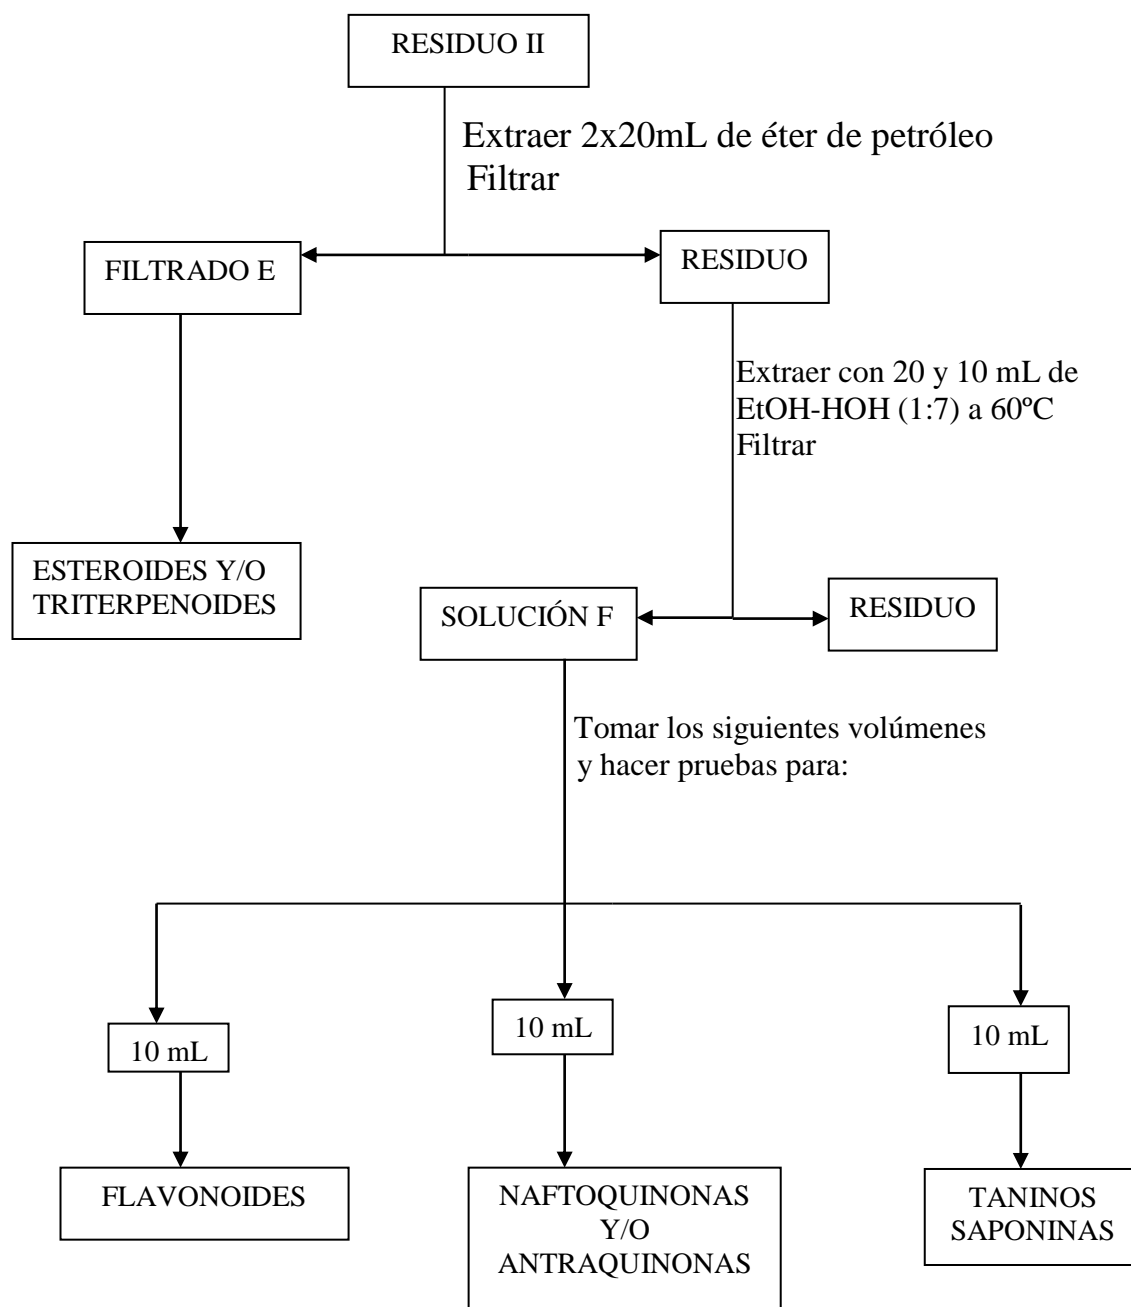 RESIDUO II
Extraer 2x20mL de éter de petróleo
Filtrar
FILTRADO E
RESIDUO
Extraer con 20 y 10 mL de
EtOH-HOH (1:7) a 60ºC
Filtrar
ESTEROIDES Y/O
TRITERPENOIDES
SOLUCIÓN F
RESIDUO
Tomar los siguientes volúmenes
y hacer pruebas para:
10 mL
10 mL
10 mL
FLAVONOIDES
NAFTOQUINONAS
Y/O
ANTRAQUINONAS
TANINOS
SAPONINAS